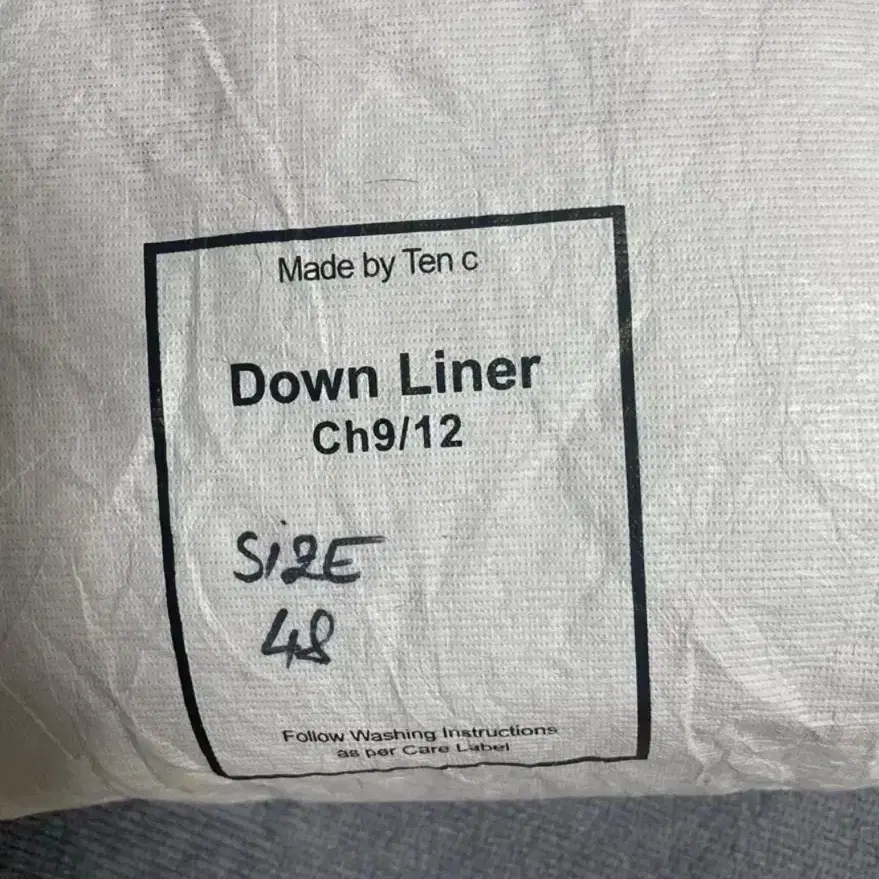 Made by Ten c
Down Liner
Ch9/12
SiZE
48
Follow Washing Instructions
as per Care Label